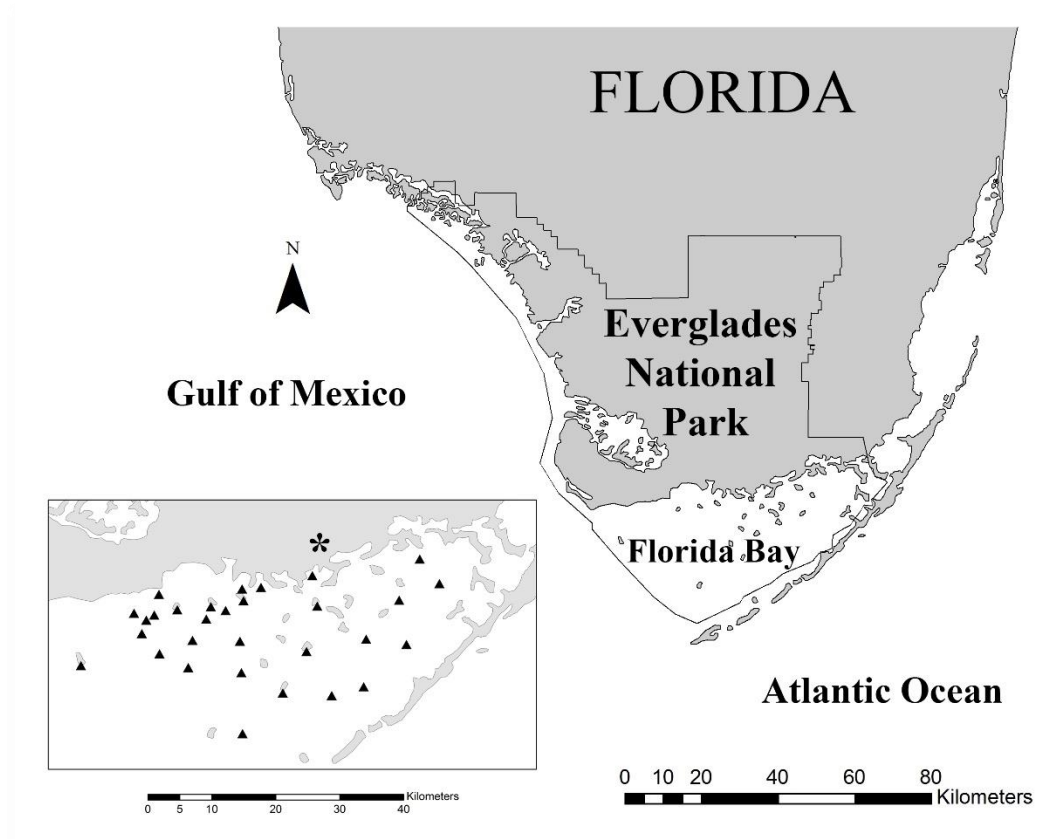 FLORIDA
N
Everglades
National
Park
Gulf of Mexico
*
Florida Bay
Atlantic Ocean
0 10 20 40 60 80
Kilometers
0 5 10 20 30 40
Kilometers